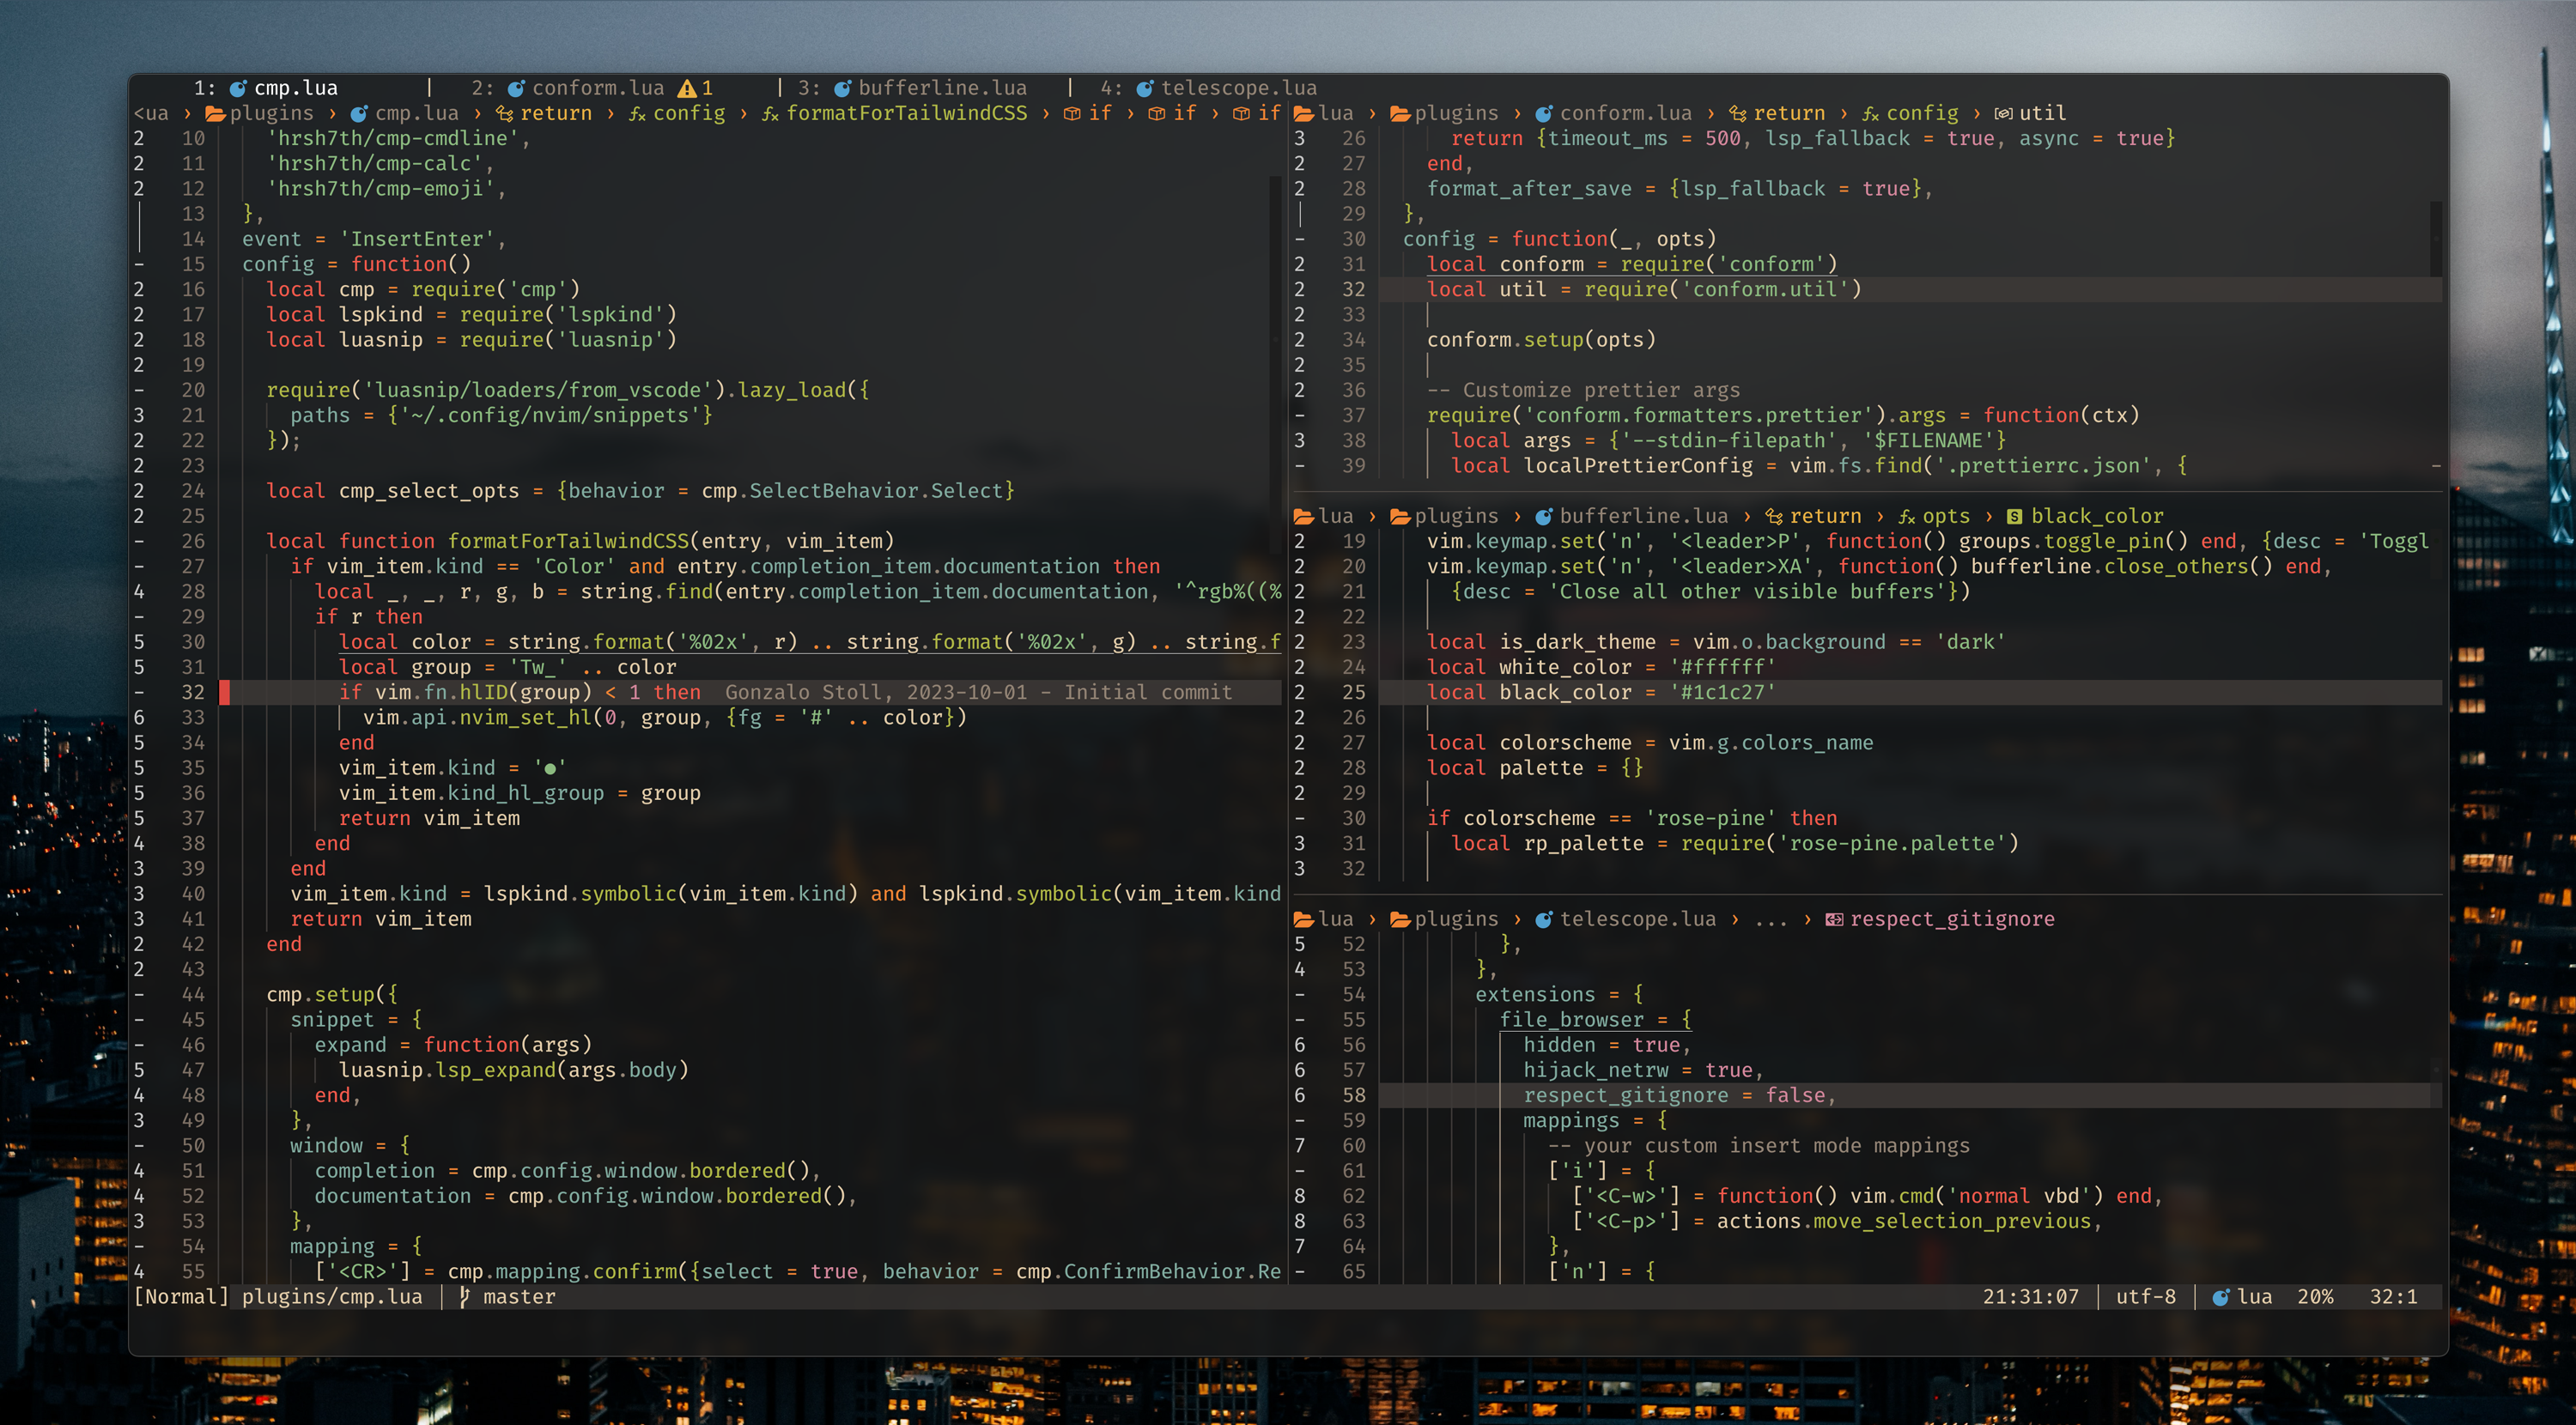 1: cmp.lua | 2: conform.lua 1 | 3: bufferline.lua | 4: telescope.lua
<ua › plugins › cmp.lua › return › fx config › fx formatForTailwindCSS › if › if › if
2 10 'hrsh7th/cmp-cmdline',
2 11 'hrsh7th/cmp-calc',
2 12 'hrsh7th/cmp-emoji',
│ 13 },
│ 14 event = 'InsertEnter',
- 15 config = function()
2 16 local cmp = require('cmp')
2 17 local lspkind = require('lspkind')
2 18 local luasnip = require('luasnip')
2 19
- 20 require('luasnip/loaders/from_vscode').lazy_load({
3 21 paths = {'~/.config/nvim/snippets'}
2 22 });
2 23
2 24 local cmp_select_opts = {behavior = cmp.SelectBehavior.Select}
2 25
- 26 local function formatForTailwindCSS(entry, vim_item)
- 27 if vim_item.kind == 'Color' and entry.completion_item.documentation then
4 28 local _, _, r, g, b = string.find(entry.completion_item.documentation, '^rgb%((%
- 29 if r then
5 30 local color = string.format('%02x', r) .. string.format('%02x', g) .. string.f
5 31 local group = 'Tw_' .. color
- 32 if vim.fn.hlID(group) < 1 then Gonzalo Stoll, 2023-10-01 - Initial commit
6 33 vim.api.nvim_set_hl(0, group, {fg = '#' .. color})
5 34 end
5 35 vim_item.kind = '●'
5 36 vim_item.kind_hl_group = group
5 37 return vim_item
4 38 end
3 39 end
3 40 vim_item.kind = lspkind.symbolic(vim_item.kind) and lspkind.symbolic(vim_item.kind
3 41 return vim_item
2 42 end
2 43
- 44 cmp.setup({
- 45 snippet = {
- 46 expand = function(args)
5 47 luasnip.lsp_expand(args.body)
4 48 end,
3 49 },
- 50 window = {
4 51 completion = cmp.config.window.bordered(),
4 52 documentation = cmp.config.window.bordered(),
3 53 },
- 54 mapping = {
4 55 ['<CR>'] = cmp.mapping.confirm({select = true, behavior = cmp.ConfirmBehavior.Re
lua › plugins › conform.lua › return › fx config › util
3 26 return {timeout_ms = 500, lsp_fallback = true, async = true}
2 27 end,
2 28 format_after_save = {lsp_fallback = true},
│ 29 },
- 30 config = function(_, opts)
2 31 local conform = require('conform')
2 32 local util = require('conform.util')
2 33
2 34 conform.setup(opts)
2 35
2 36 -- Customize prettier args
- 37 require('conform.formatters.prettier').args = function(ctx)
3 38 local args = {'--stdin-filepath', '$FILENAME'}
- 39 local localPrettierConfig = vim.fs.find('.prettierrc.json', {
lua › plugins › bufferline.lua › return › fx opts › S black_color
2 19 vim.keymap.set('n', '<leader>P', function() groups.toggle_pin() end, {desc = 'Toggl
2 20 vim.keymap.set('n', '<leader>XA', function() bufferline.close_others() end,
2 21 {desc = 'Close all other visible buffers'})
2 22
2 23 local is_dark_theme = vim.o.background == 'dark'
2 24 local white_color = '#ffffff'
2 25 local black_color = '#1c1c27'
2 26
2 27 local colorscheme = vim.g.colors_name
2 28 local palette = {}
2 29
- 30 if colorscheme == 'rose-pine' then
3 31 local rp_palette = require('rose-pine.palette')
3 32
lua › plugins › telescope.lua › ... › respect_gitignore
5 52 },
4 53 },
- 54 extensions = {
- 55 file_browser = {
6 56 hidden = true,
6 57 hijack_netrw = true,
6 58 respect_gitignore = false,
- 59 mappings = {
7 60 -- your custom insert mode mappings
- 61 ['i'] = {
8 62 ['<C-w>'] = function() vim.cmd('normal vbd') end,
8 63 ['<C-p>'] = actions.move_selection_previous,
7 64 },
- 65 ['n'] = {
[Normal] plugins/cmp.lua | master 21:31:07 | utf-8 | lua 20% 32:1